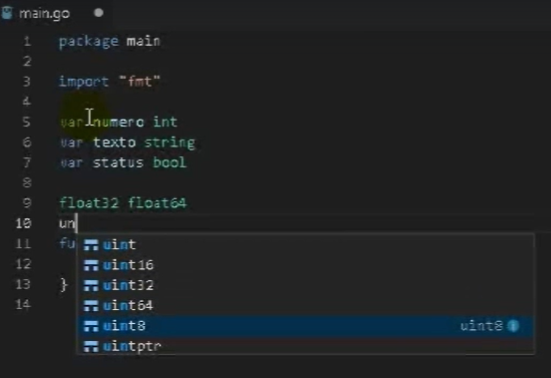 main.go
1 package main
2
3 import "fmt"
4
5 var numero int
6 var texto string
7 var status bool
8
9 float32 float64
10 un
11 fu
uint
12
uint16
uint32
13 }
uint64
14
uint8 uint8
uintptr